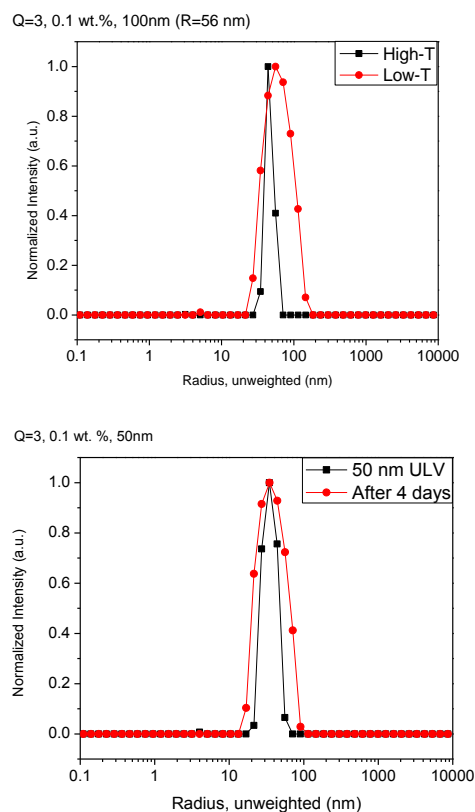 Q=3, 0.1 wt.%, 100nm (R=56 nm)
High-T
Low-T
Normalized Intensity (a.u.)
1.0
0.8
0.6
0.4
0.2
0.0
0.1 1 10 100 1000 10000
Radius, unweighted (nm)
Q=3, 0.1 wt. %, 50nm
50 nm ULV
After 4 days
Normalized Intensity (a.u.)
1.0
0.8
0.6
0.4
0.2
0.0
0.1 1 10 100 1000 10000
Radius, unweighted (nm)